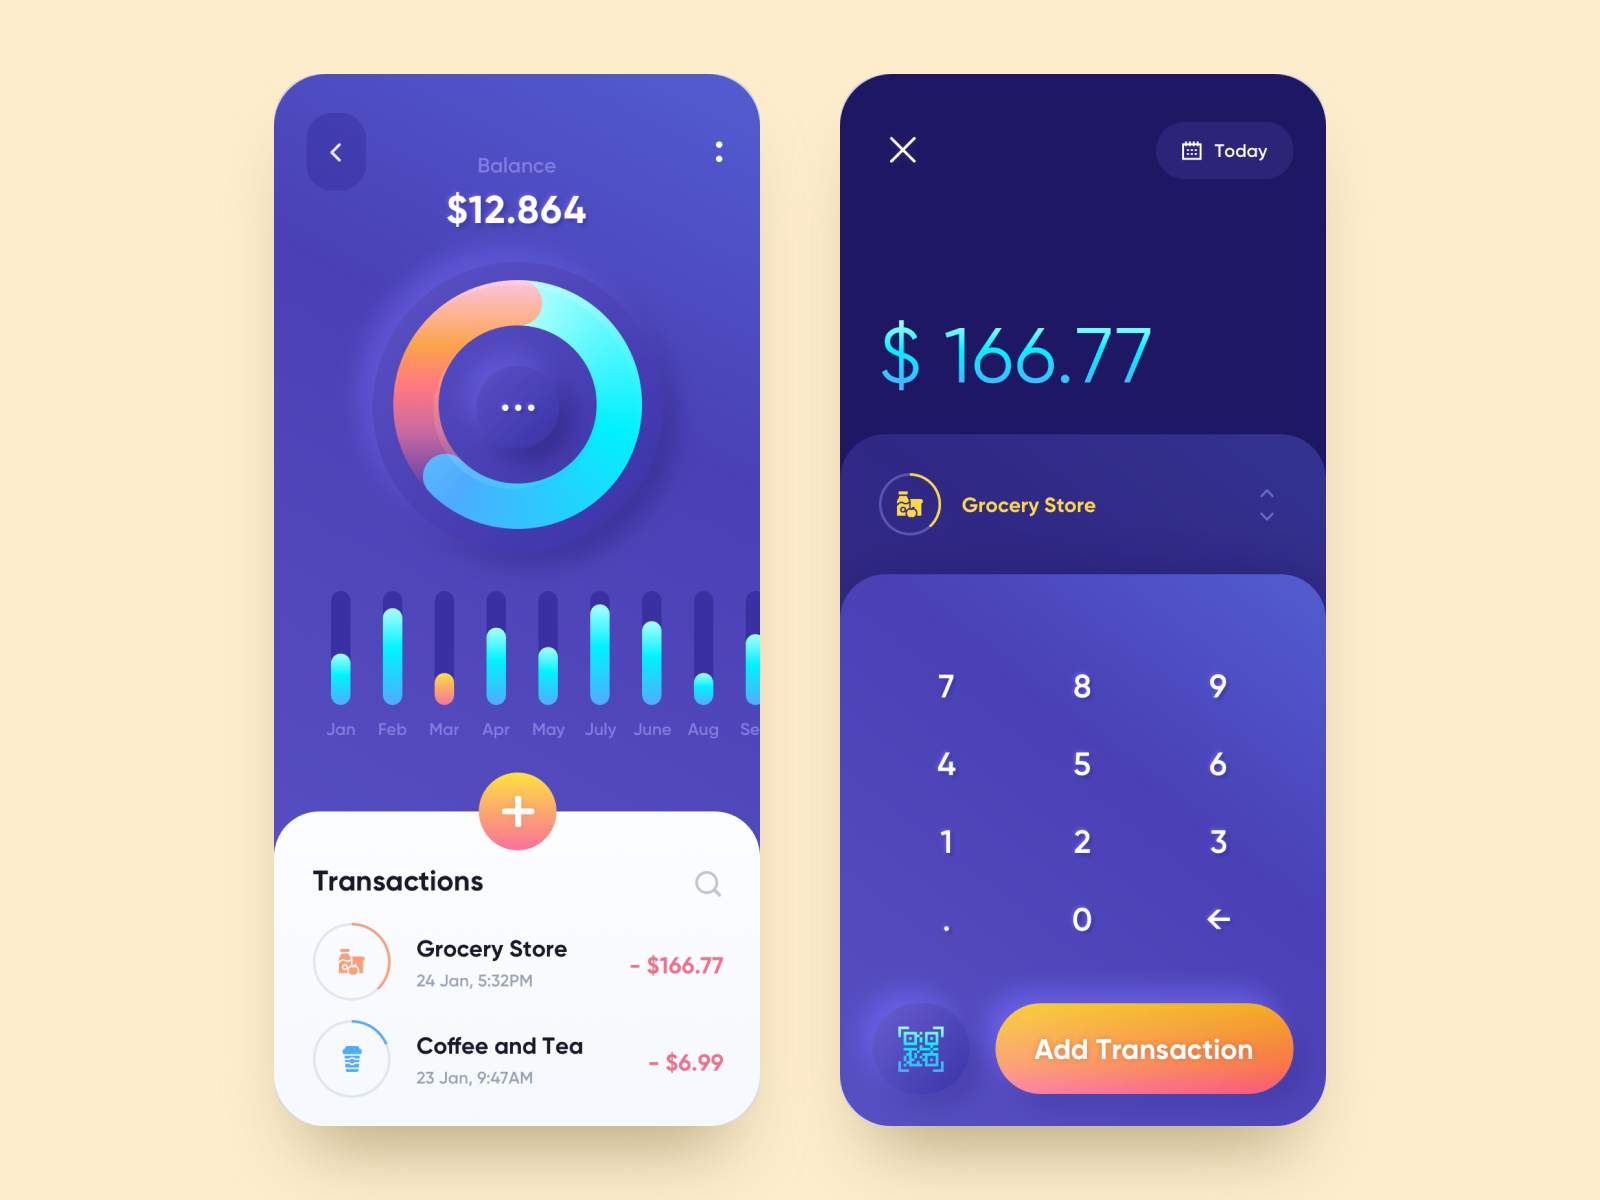 Balance
$12.864
Jan Feb Mar Apr May July June Aug Se
Transactions
Grocery Store
24 Jan, 5:32PM
- $166.77
Coffee and Tea
23 Jan, 9:47AM
- $6.99
Today
$ 166.77
Grocery Store
7 8 9
4 5 6
1 2 3
. 0
Add Transaction